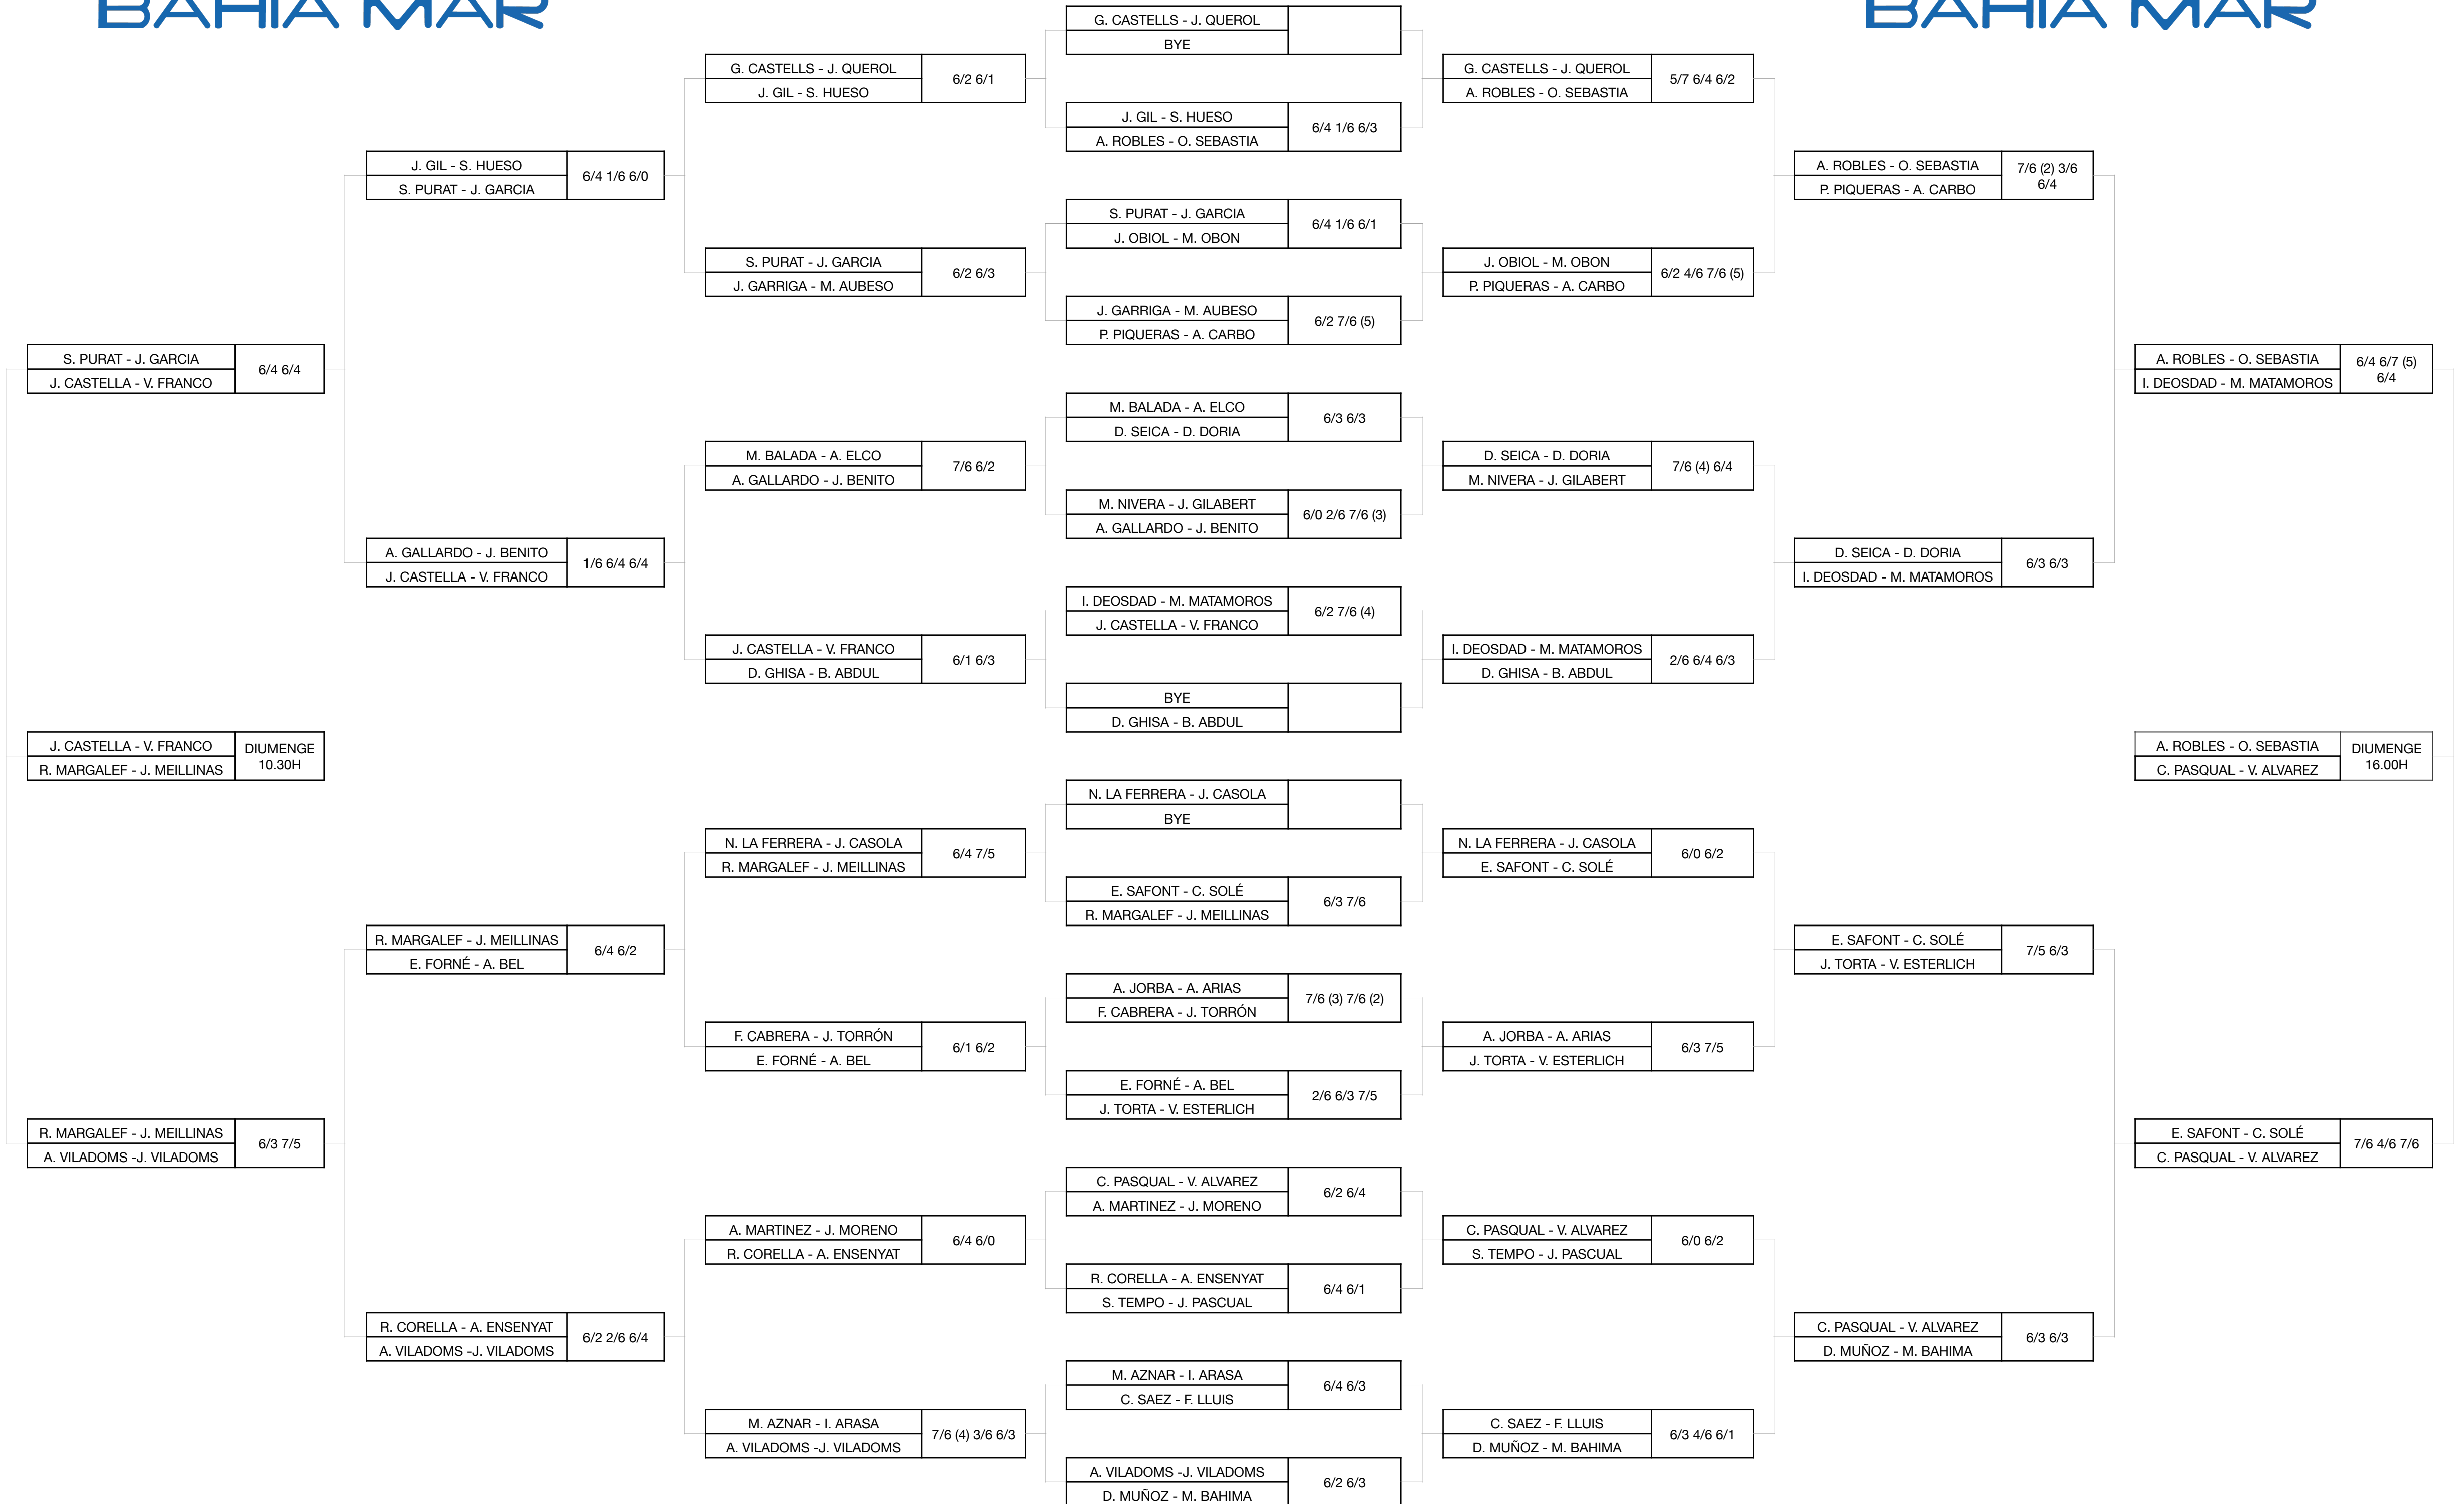 BAHIA MAR
BAHIA MAR
S. PURAT - J. GARCIA
6/4 6/4
J. CASTELLA - V. FRANCO
J. CASTELLA - V. FRANCO
DIUMENGE
10.30H
R. MARGALEF - J. MEILLINAS
R. MARGALEF - J. MEILLINAS
6/3 7/5
A. VILADOMS -J. VILADOMS
J. GIL - S. HUESO
6/4 1/6 6/0
S. PURAT - J. GARCIA
A. GALLARDO - J. BENITO
1/6 6/4 6/4
J. CASTELLA - V. FRANCO
R. MARGALEF - J. MEILLINAS
6/4 6/2
E. FORNÉ - A. BEL
R. CORELLA - A. ENSENYAT
6/2 2/6 6/4
A. VILADOMS -J. VILADOMS
G. CASTELLS - J. QUEROL
6/2 6/1
J. GIL - S. HUESO
S. PURAT - J. GARCIA
6/2 6/3
J. GARRIGA - M. AUBESO
M. BALADA - A. ELCO
7/6 6/2
A. GALLARDO - J. BENITO
J. CASTELLA - V. FRANCO
6/1 6/3
D. GHISA - B. ABDUL
N. LA FERRERA - J. CASOLA
6/4 7/5
R. MARGALEF - J. MEILLINAS
F. CABRERA - J. TORRÓN
6/1 6/2
E. FORNÉ - A. BEL
A. MARTINEZ - J. MORENO
6/4 6/0
R. CORELLA - A. ENSENYAT
M. AZNAR - I. ARASA
7/6 (4) 3/6 6/3
A. VILADOMS -J. VILADOMS
G. CASTELLS - J. QUEROL
BYE
J. GIL - S. HUESO
6/4 1/6 6/3
A. ROBLES - O. SEBASTIA
S. PURAT - J. GARCIA
6/4 1/6 6/1
J. OBIOL - M. OBON
J. GARRIGA - M. AUBESO
6/2 7/6 (5)
P. PIQUERAS - A. CARBO
M. BALADA - A. ELCO
6/3 6/3
D. SEICA - D. DORIA
M. NIVERA - J. GILABERT
6/0 2/6 7/6 (3)
A. GALLARDO - J. BENITO
I. DEOSDAD - M. MATAMOROS
6/2 7/6 (4)
J. CASTELLA - V. FRANCO
BYE
D. GHISA - B. ABDUL
N. LA FERRERA - J. CASOLA
BYE
E. SAFONT - C. SOLÉ
6/3 7/6
R. MARGALEF - J. MEILLINAS
A. JORBA - A. ARIAS
7/6 (3) 7/6 (2)
F. CABRERA - J. TORRÓN
E. FORNÉ - A. BEL
2/6 6/3 7/5
J. TORTA - V. ESTERLICH
C. PASQUAL - V. ALVAREZ
6/2 6/4
A. MARTINEZ - J. MORENO
R. CORELLA - A. ENSENYAT
6/4 6/1
S. TEMPO - J. PASCUAL
M. AZNAR - I. ARASA
6/4 6/3
C. SAEZ - F. LLUIS
A. VILADOMS -J. VILADOMS
6/2 6/3
D. MUÑOZ - M. BAHIMA
G. CASTELLS - J. QUEROL
5/7 6/4 6/2
A. ROBLES - O. SEBASTIA
J. OBIOL - M. OBON
6/2 4/6 7/6 (5)
P. PIQUERAS - A. CARBO
D. SEICA - D. DORIA
7/6 (4) 6/4
M. NIVERA - J. GILABERT
I. DEOSDAD - M. MATAMOROS
2/6 6/4 6/3
D. GHISA - B. ABDUL
N. LA FERRERA - J. CASOLA
6/0 6/2
E. SAFONT - C. SOLÉ
A. JORBA - A. ARIAS
6/3 7/5
J. TORTA - V. ESTERLICH
C. PASQUAL - V. ALVAREZ
6/0 6/2
S. TEMPO - J. PASCUAL
C. SAEZ - F. LLUIS
6/3 4/6 6/1
D. MUÑOZ - M. BAHIMA
A. ROBLES - O. SEBASTIA
7/6 (2) 3/6
6/4
P. PIQUERAS - A. CARBO
D. SEICA - D. DORIA
6/3 6/3
I. DEOSDAD - M. MATAMOROS
E. SAFONT - C. SOLÉ
7/5 6/3
J. TORTA - V. ESTERLICH
C. PASQUAL - V. ALVAREZ
6/3 6/3
D. MUÑOZ - M. BAHIMA
A. ROBLES - O. SEBASTIA
6/4 6/7 (5)
6/4
I. DEOSDAD - M. MATAMOROS
A. ROBLES - O. SEBASTIA
DIUMENGE
16.00H
C. PASQUAL - V. ALVAREZ
E. SAFONT - C. SOLÉ
7/6 4/6 7/6
C. PASQUAL - V. ALVAREZ